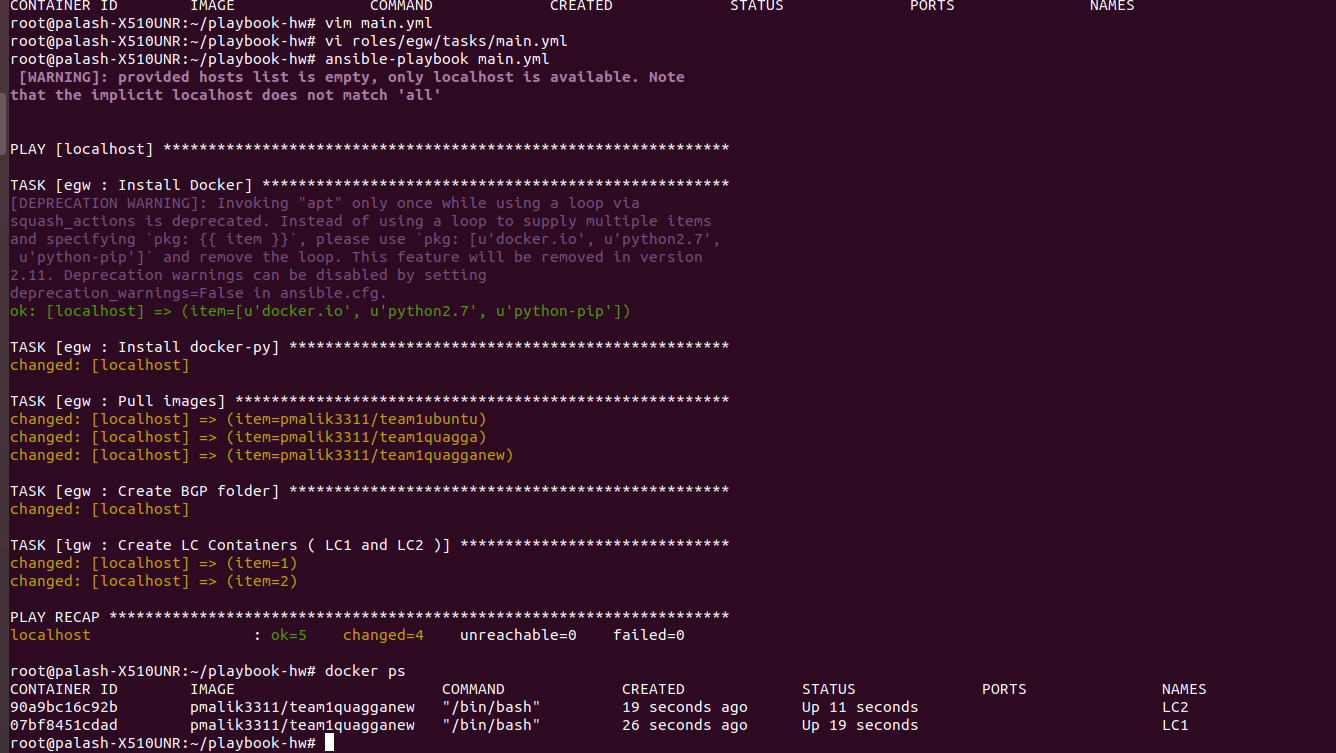 CONTAINER ID        IMAGE               COMMAND             CREATED             STATUS              PORTS               NAMES
root@palash-X510UNR:~/playbook-hw# vim main.yml
root@palash-X510UNR:~/playbook-hw# vi roles/egw/tasks/main.yml
root@palash-X510UNR:~/playbook-hw# ansible-playbook main.yml
 [WARNING]: provided hosts list is empty, only localhost is available. Note
that the implicit localhost does not match 'all'
PLAY [localhost] ***************************************************************
TASK [egw : Install Docker] ****************************************************
[DEPRECATION WARNING]: Invoking "apt" only once while using a loop via
squash_actions is deprecated. Instead of using a loop to supply multiple items
and specifying `pkg: {{ item }}`, please use `pkg: [u'docker.io', u'python2.7',
 u'python-pip']` and remove the loop. This feature will be removed in version
2.11. Deprecation warnings can be disabled by setting
deprecation_warnings=False in ansible.cfg.
ok: [localhost] => (item=[u'docker.io', u'python2.7', u'python-pip'])
TASK [egw : Install docker-py] *************************************************
changed: [localhost]
TASK [egw : Pull images] *******************************************************
changed: [localhost] => (item=pmalik3311/team1ubuntu)
changed: [localhost] => (item=pmalik3311/team1quagga)
changed: [localhost] => (item=pmalik3311/team1quagganew)
TASK [egw : Create BGP folder] *************************************************
changed: [localhost]
TASK [igw : Create LC Containers ( LC1 and LC2 )] ******************************
changed: [localhost] => (item=1)
changed: [localhost] => (item=2)
PLAY RECAP *********************************************************************
localhost                  : ok=5    changed=4    unreachable=0    failed=0
root@palash-X510UNR:~/playbook-hw# docker ps
CONTAINER ID        IMAGE                       COMMAND             CREATED             STATUS              PORTS               NAMES
90a9bc16c92b        pmalik3311/team1quagganew   "/bin/bash"         19 seconds ago      Up 11 seconds                           LC2
07bf8451cdad        pmalik3311/team1quagganew   "/bin/bash"         26 seconds ago      Up 19 seconds                           LC1
root@palash-X510UNR:~/playbook-hw#